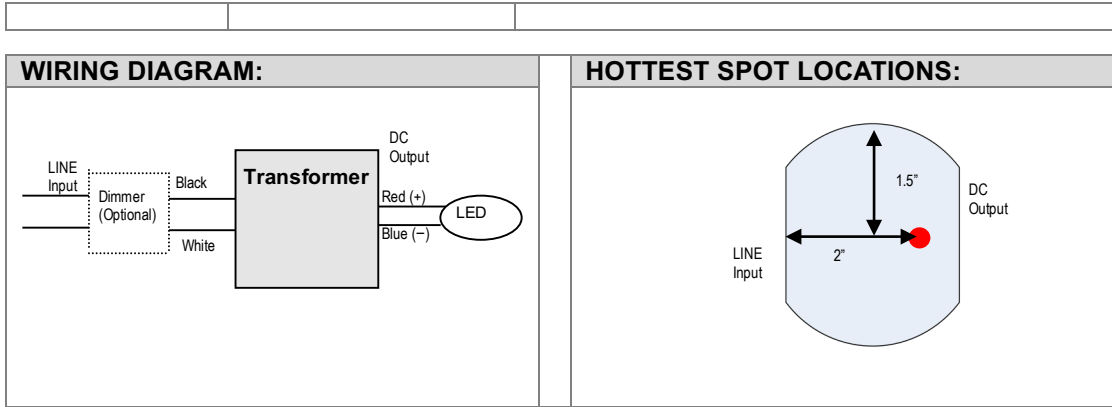 WIRING DIAGRAM:
LINE
Input
Dimmer
(Optional)
Black
White
Transformer
DC
Output
Red (+)
Blue (−)
LED
HOTTEST SPOT LOCATIONS:
1.5”
2”
LINE
Input
DC
Output